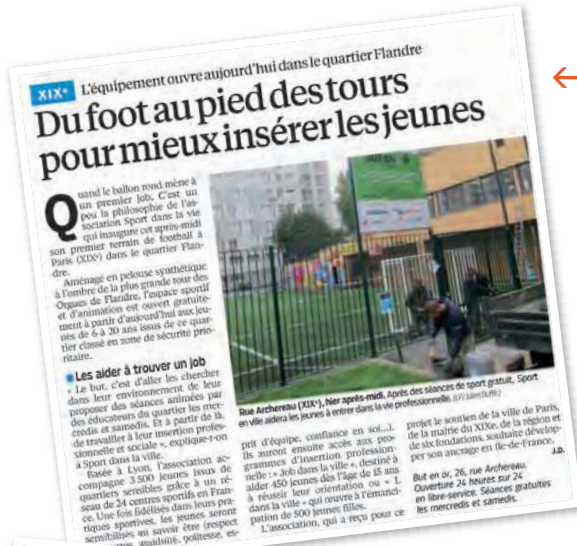 XIXe L'équipement ouvre aujourd'hui dans le quartier Flandre
Du foot au pied des tours
pour mieux insérer les jeunes
Quand le ballon rond mène à
un premier job. C'est un
peu la philosophie de l'as-
sociation Sport dans la vie
qui inaugure cet après-midi
son premier terrain de football à
Paris (XIXe) dans le quartier Flan-
dre.
Aménagé en pelouse synthétique
à l'ombre de la plus grande tour des
Orgues de Flandre, l'espace sportif
et d'animation est ouvert gratuite-
ment à partir d'aujourd'hui aux jeu-
nes de 6 à 20 ans issus de ce quar-
tier classé en zone de sécurité prio-
ritaire.
Les aider à trouver un job
« Le but, c'est d'aller les chercher
dans leur environnement de leur
proposer des séances animées par
des éducateurs du quartier les mer-
credis et samedis. Et à partir de là,
de travailler à leur insertion profes-
sionnelle et sociale », explique-t-on
à Sport dans la ville.
Basée à Lyon, l'association ac-
compagne 3 500 jeunes issus de
quartiers sensibles grâce à un ré-
seau de 24 centres sportifs en Fran-
ce. Une fois fidélisés dans leurs pra-
tiques sportives, les jeunes seront
sensibilisés au savoir être (respect
assiduité, politesse, es-
Rue Archereau (XIXe), hier après-midi. Après des séances de sport gratuit, Sport
en ville aidera les jeunes à entrer dans la vie professionnelle.
prit d'équipe, confiance en soi...).
Ils auront ensuite accès aux pro-
grammes d'insertion profession-
nelle : « Job dans la ville », destiné à
aider 450 jeunes dès l'âge de 15 ans
à réussir leur orientation ou « L
dans la ville » qui œuvre à l'émanci-
pation de 500 jeunes filles.
L'association, qui a reçu pour ce
projet le soutien de la ville de Paris,
de la mairie du XIXe, de la région et
de six fondations, souhaite dévelop-
per son ancrage en Ile-de-France.
J.D.
But en or, 26, rue Archereau.
Ouverture 24 heures sur 24
en libre-service. Séances gratuites
les mercredis et samedis.